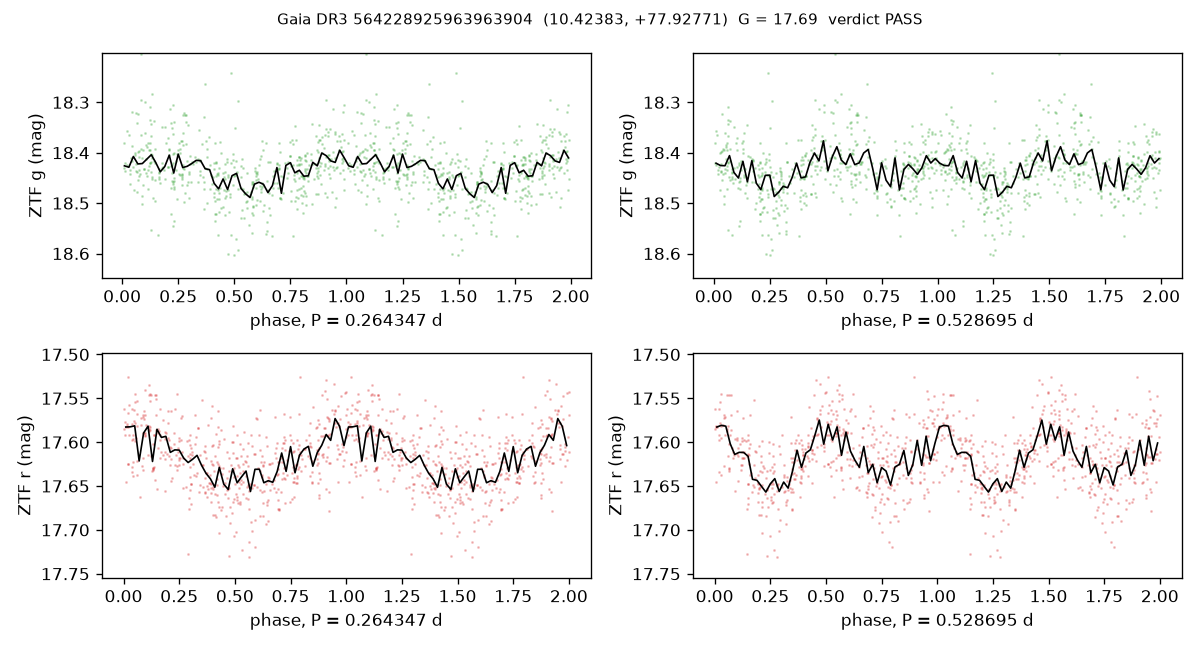 Gaia DR3 564228925963963904 (10.42383, +77.92771) G = 17.69 verdict PASS
ZTF g (mag)
18.3
18.4
18.5
18.6
0.00 0.25 0.50 0.75 1.00 1.25 1.50 1.75 2.00
phase, P = 0.264347 d
ZTF g (mag)
18.3
18.4
18.5
18.6
0.00 0.25 0.50 0.75 1.00 1.25 1.50 1.75 2.00
phase, P = 0.528695 d
ZTF r (mag)
17.50
17.55
17.60
17.65
17.70
17.75
0.00 0.25 0.50 0.75 1.00 1.25 1.50 1.75 2.00
phase, P = 0.264347 d
ZTF r (mag)
17.50
17.55
17.60
17.65
17.70
17.75
0.00 0.25 0.50 0.75 1.00 1.25 1.50 1.75 2.00
phase, P = 0.528695 d